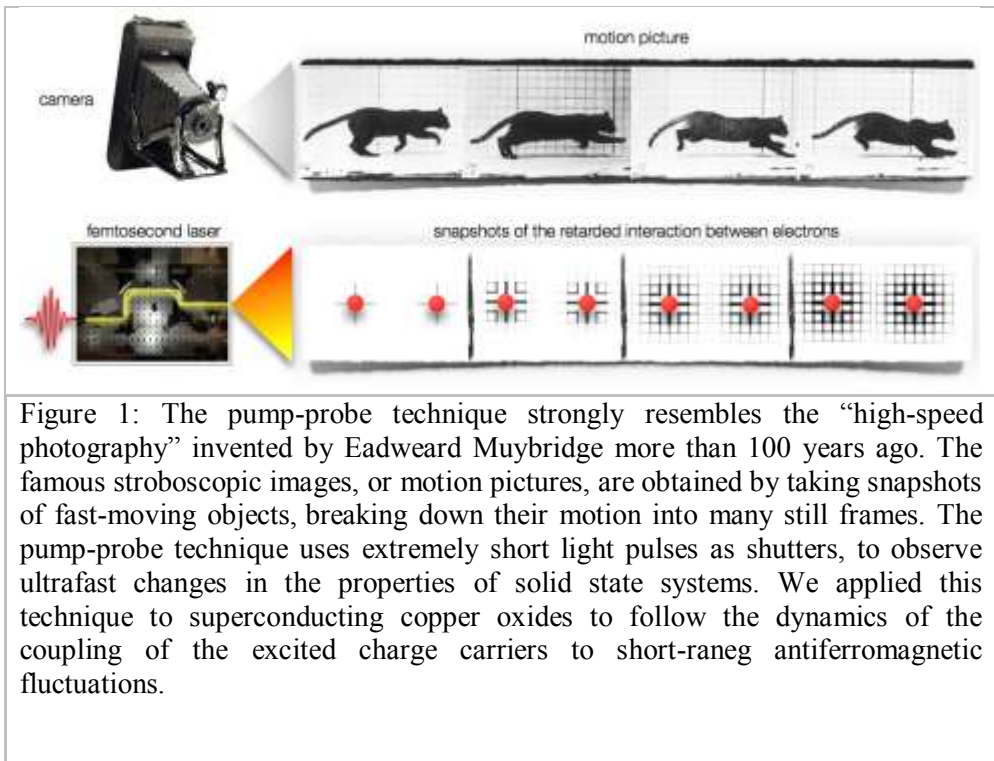 motion picture
camera
femtosecond laser
snapshots of the retarded interaction between electrons
Figure 1: The pump-probe technique strongly resembles the “high-speed
photography” invented by Eadweard Muybridge more than 100 years ago. The
famous stroboscopic images, or motion pictures, are obtained by taking snapshots
of fast-moving objects, breaking down their motion into many still frames. The
pump-probe technique uses extremely short light pulses as shutters, to observe
ultrafast changes in the properties of solid state systems. We applied this
technique to superconducting copper oxides to follow the dynamics of the
coupling of the excited charge carriers to short-raneg antiferromagnetic
fluctuations.